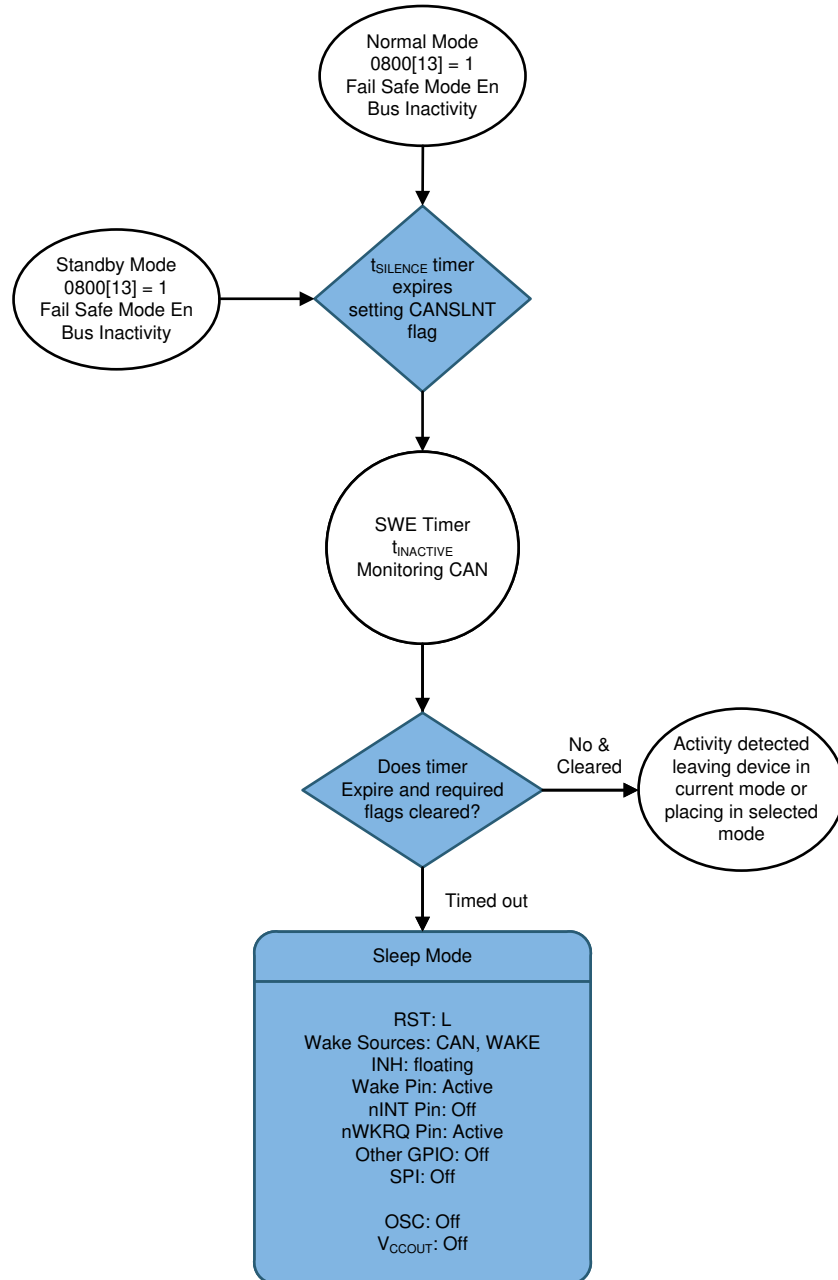 Normal Mode
0800[13] = 1
Fail Safe Mode En
Bus Inactivity
Standby Mode
0800[13] = 1
Fail Safe Mode En
Bus Inactivity
tSILENCE timer
expires
setting CANSLNT
flag
SWE Timer
tINACTIVE
Monitoring CAN
Does timer
Expire and required
flags cleared?
No &
Cleared
Activity detected
leaving device in
current mode or
placing in selected
mode
Timed out
Sleep Mode
RST: L
Wake Sources: CAN, WAKE
INH: floating
Wake Pin: Active
nINT Pin: Off
nWKRQ Pin: Active
Other GPIO: Off
SPI: Off
OSC: Off
VCCOUT: Off